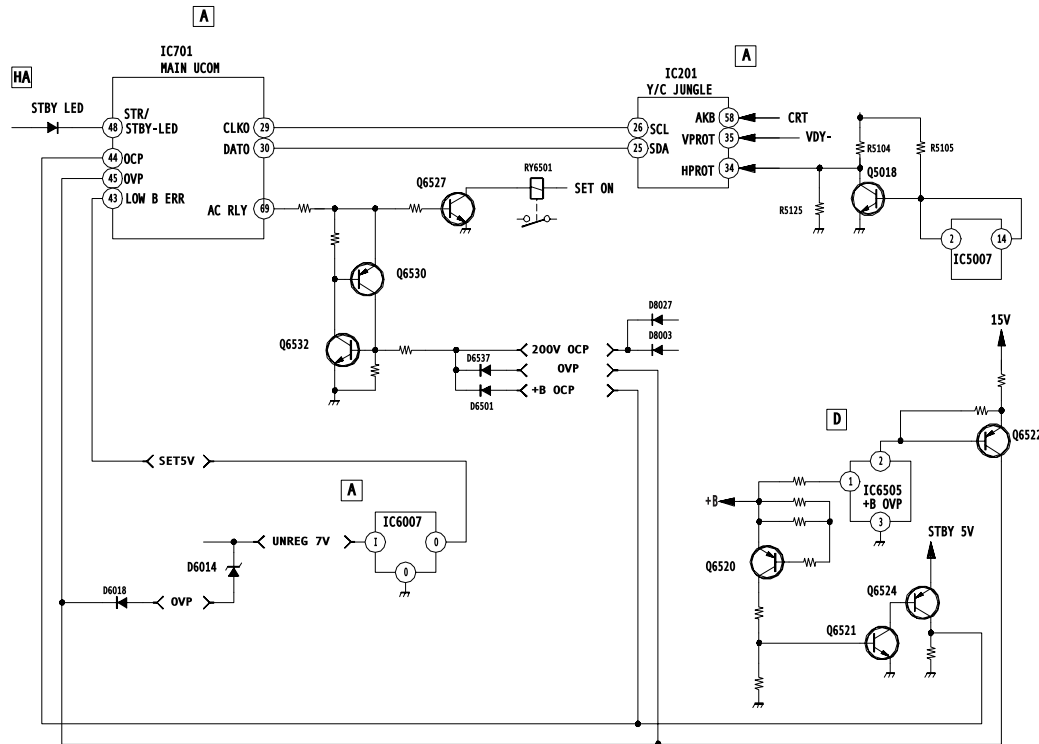 A
IC701
MAIN UCOM
HA
STBY LED
48
STR/
STBY-LED
44
OCP
45
OVP
43
LOW B ERR
CLKO
29
DATO
30
AC RLY
69
A
IC201
Y/C JUNGLE
26
SCL
25
SDA
AKB
58
CRT
VPROT
35
VDY-
HPROT
34
R5104
R5105
Q5018
R5125
2
14
IC5007
Q6527
RY6501
SET ON
Q6530
Q6532
D8027
D8003
200V OCP
D6537
OVP
+B OCP
D6501
15V
D
Q6522
2
1
IC6505
+B OVP
3
+B
STBY 5V
Q6520
Q6524
Q6521
SET5V
A
IC6007
UNREG 7V
I
O
O
D6014
D6018
OVP